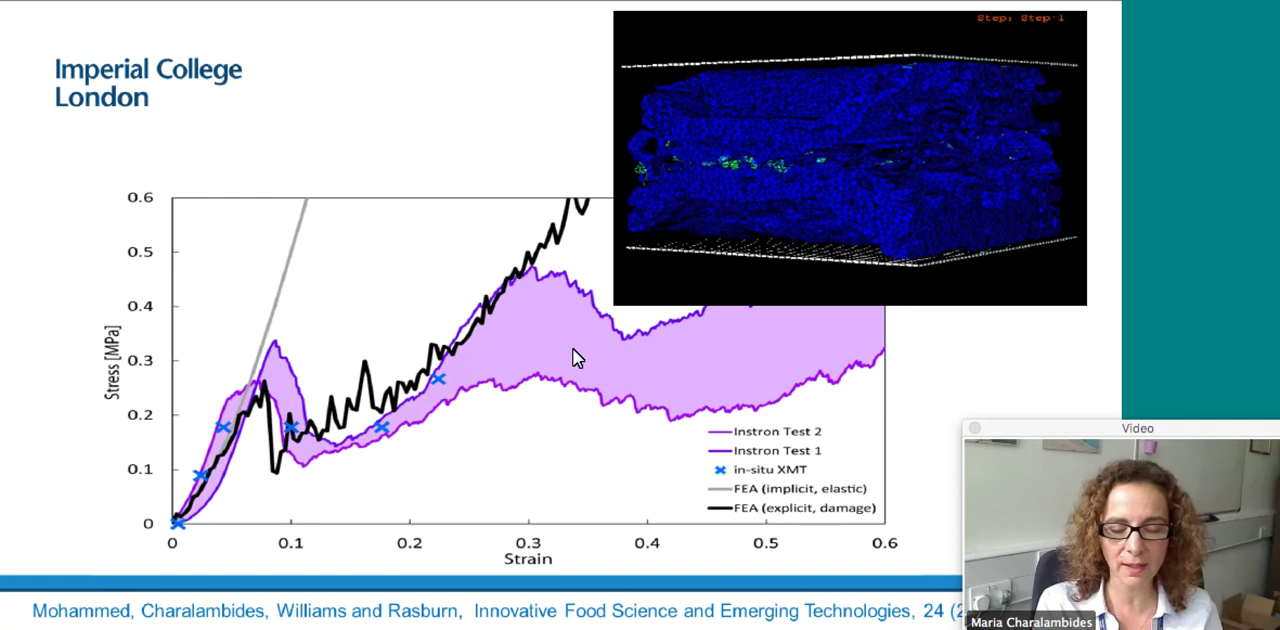 Step: Step-1
Imperial College
London
0.6
0.5
0.4
0.3
0.2
0.1
0
Stress [MPa]
Instron Test 2
Instron Test 1
in-situ XMT
FEA (implicit, elastic)
FEA (explicit, damage)
0
0.1
0.2
0.3
0.4
0.5
0.6
Strain
Video
Maria Charalambides
Mohammed, Charalambides, Williams and Rasburn, Innovative Food Science and Emerging Technologies, 24 (2